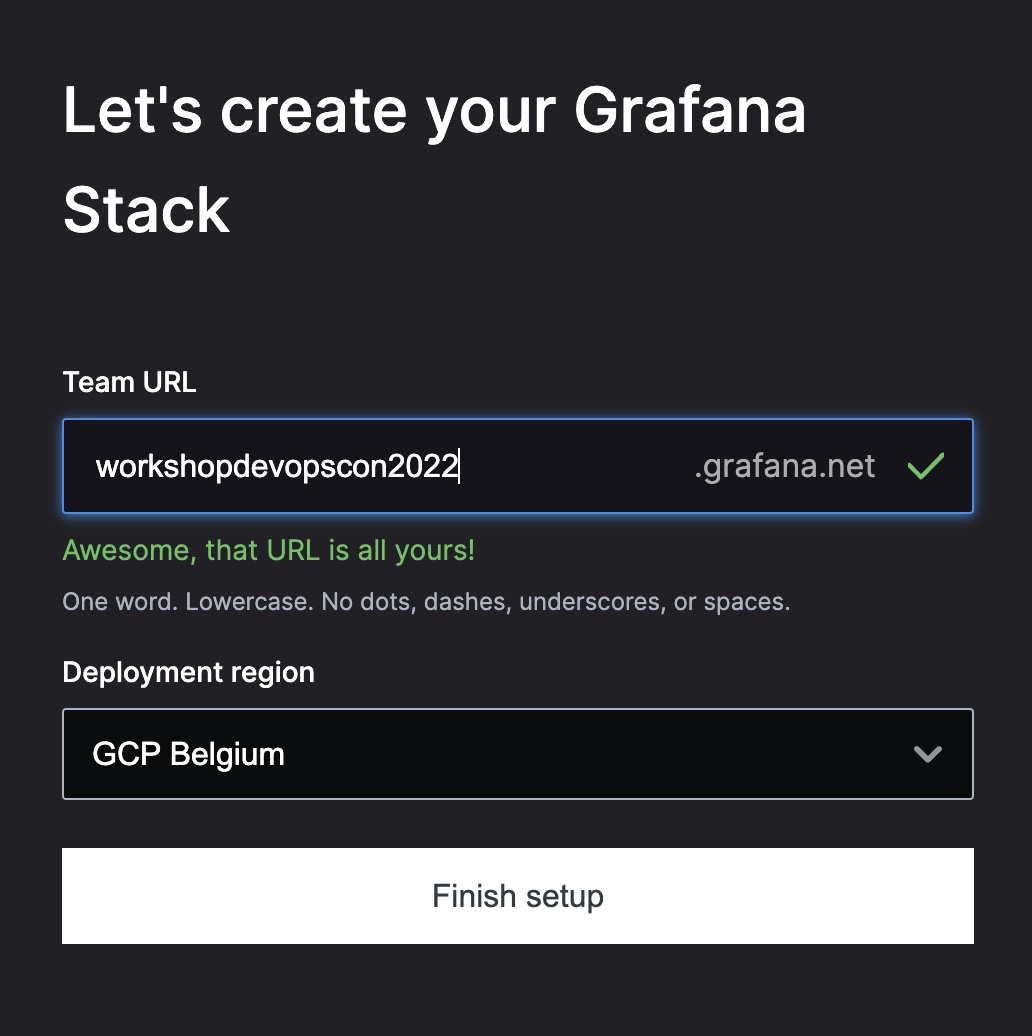 Let's create your Grafana
Stack
Team URL
workshopdevopscon2022 .grafana.net
Awesome, that URL is all yours!
One word. Lowercase. No dots, dashes, underscores, or spaces.
Deployment region
GCP Belgium
Finish setup